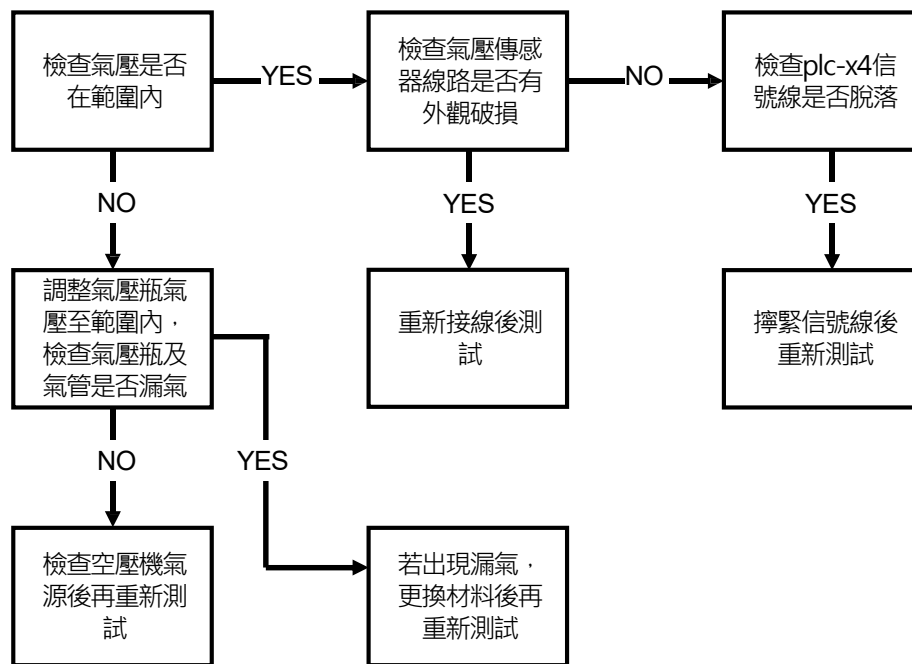 檢查氣壓是否
在範圍內
YES
檢查氣壓傳感
器線路是否有
外觀破損
NO
檢查plc-x4信
號線是否脫落
NO
YES
YES
調整氣壓瓶氣
壓至範圍內，
檢查氣壓瓶及
氣管是否漏氣
重新接線後測
試
擰緊信號線後
重新測試
NO
YES
檢查空壓機氣
源後再重新測
試
若出現漏氣，
更換材料後再
重新測試